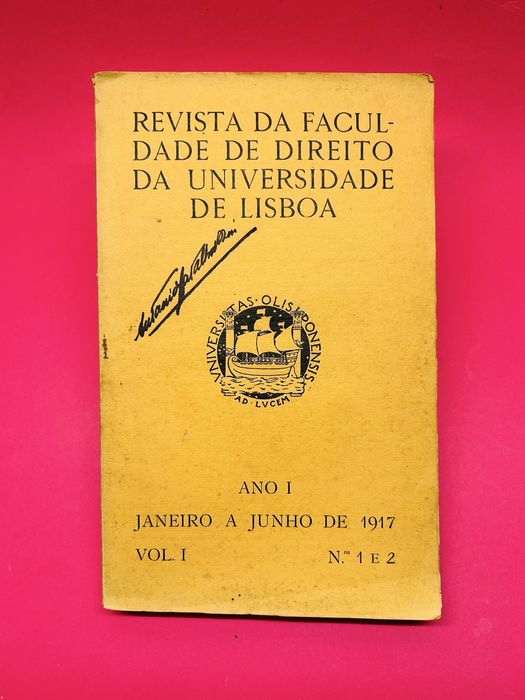 REVISTA DA FACUL-
DADE DE DIREITO
DA UNIVERSIDADE
DE LISBOA
VNIVERSITAS·OLISIPONENSIS
AD·LVCEM
ANO I
JANEIRO A JUNHO DE 1917
VOL. I N.os 1 E 2